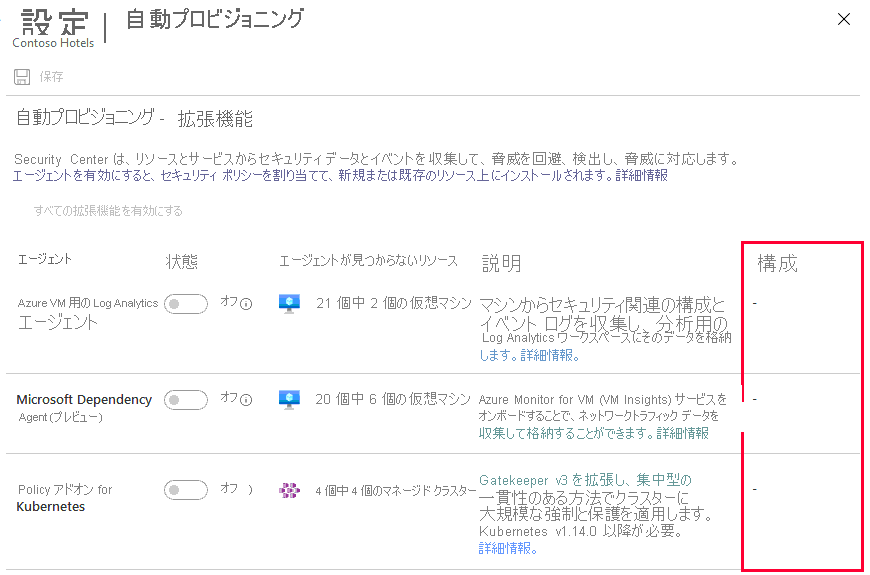 設定 | 自動プロビジョニング
Contoso Hotels
保存
自動プロビジョニング - 拡張機能
Security Center は、リソースとサービスからセキュリティ データとイベントを収集して、脅威を回避、検出し、脅威に対応します。
エージェントを有効にすると、セキュリティ ポリシーを割り当てて、新規または既存のリソース上にインストールされます。詳細情報
すべての拡張機能を有効にする
エージェント 状態 エージェントが見つからないリソース 説明 構成
Azure VM 用の Log Analytics
エージェント
オフ
21 個中 2 個の仮想マシン
マシンからセキュリティ関連の構成と
イベント ログを収集し、分析用の
Log Analytics ワークスペースにそのデータを格納
します。詳細情報。
-
Microsoft Dependency
Agent (プレビュー)
オフ
20 個中 6 個の仮想マシン
Azure Monitor for VM (VM Insights) サービスを
オンボードすることで、ネットワークトラフィック データを
収集して格納することができます。詳細情報
-
Policy アドオン for
Kubernetes
オフ )
4 個中 4 個のマネージド クラスター
Gatekeeper v3 を拡張し、集中型の
一貫性のある方法でクラスターに
大規模な強制と保護を適用します。
Kubernetes v1.14.0 以降が必要。
詳細情報。
-